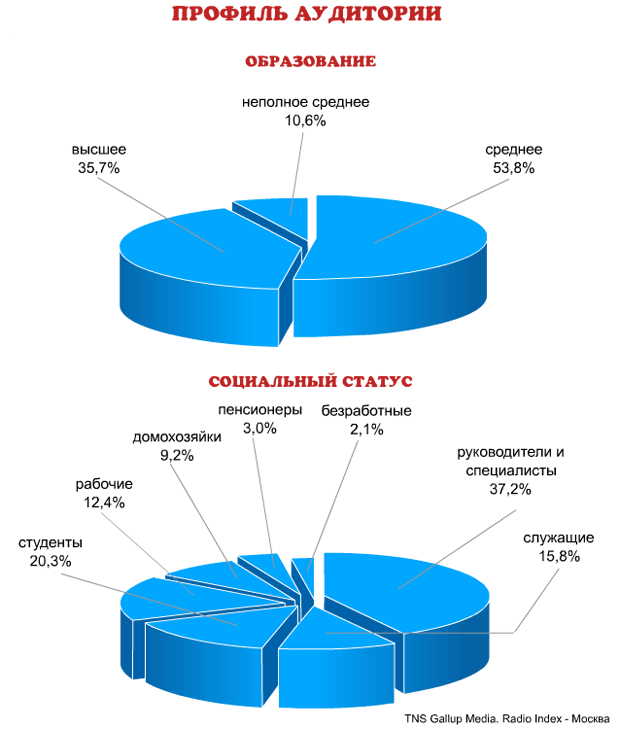 ПРОФИЛЬ АУДИТОРИИ
ОБРАЗОВАНИЕ
неполное среднее
10,6%
высшее
35,7%
среднее
53,8%
СОЦИАЛЬНЫЙ СТАТУС
пенсионеры
3,0%
безработные
2,1%
домохозяйки
9,2%
руководители и
специалисты
37,2%
рабочие
12,4%
служащие
15,8%
студенты
20,3%
TNS Gallup Media. Radio Index - Москва